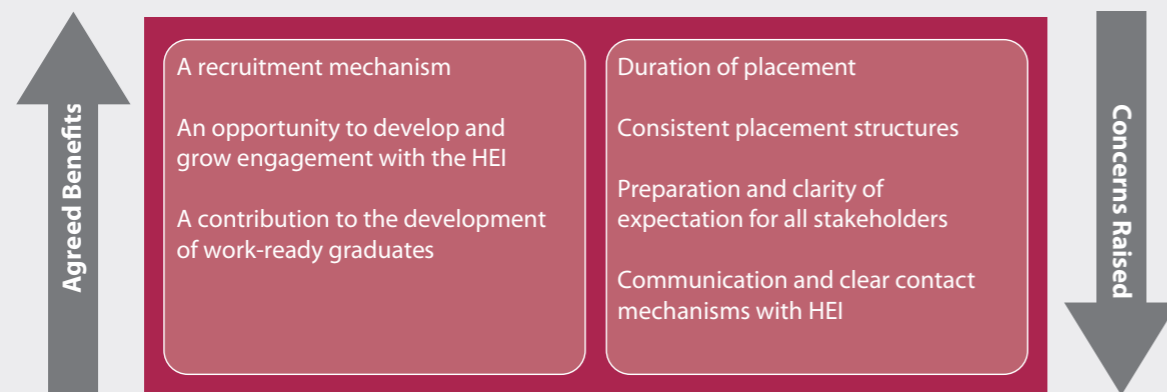 Agreed Benefits
A recruitment mechanism
An opportunity to develop and
grow engagement with the HEI
A contribution to the development
of work-ready graduates
Duration of placement
Consistent placement structures
Preparation and clarity of
expectation for all stakeholders
Communication and clear contact
mechanisms with HEI
Concerns Raised